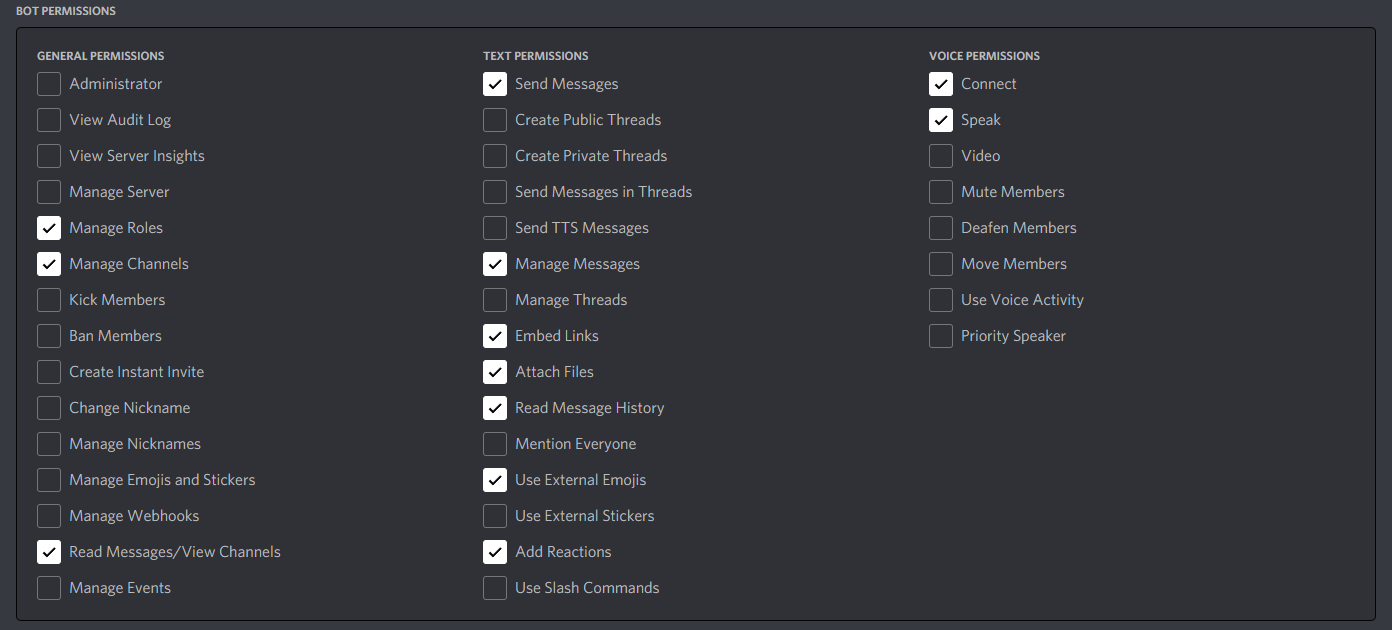 BOT PERMISSIONS
GENERAL PERMISSIONS
Administrator
View Audit Log
View Server Insights
Manage Server
Manage Roles
Manage Channels
Kick Members
Ban Members
Create Instant Invite
Change Nickname
Manage Nicknames
Manage Emojis and Stickers
Manage Webhooks
Read Messages/View Channels
Manage Events
TEXT PERMISSIONS
Send Messages
Create Public Threads
Create Private Threads
Send Messages in Threads
Send TTS Messages
Manage Messages
Manage Threads
Embed Links
Attach Files
Read Message History
Mention Everyone
Use External Emojis
Use External Stickers
Add Reactions
Use Slash Commands
VOICE PERMISSIONS
Connect
Speak
Video
Mute Members
Deafen Members
Move Members
Use Voice Activity
Priority Speaker